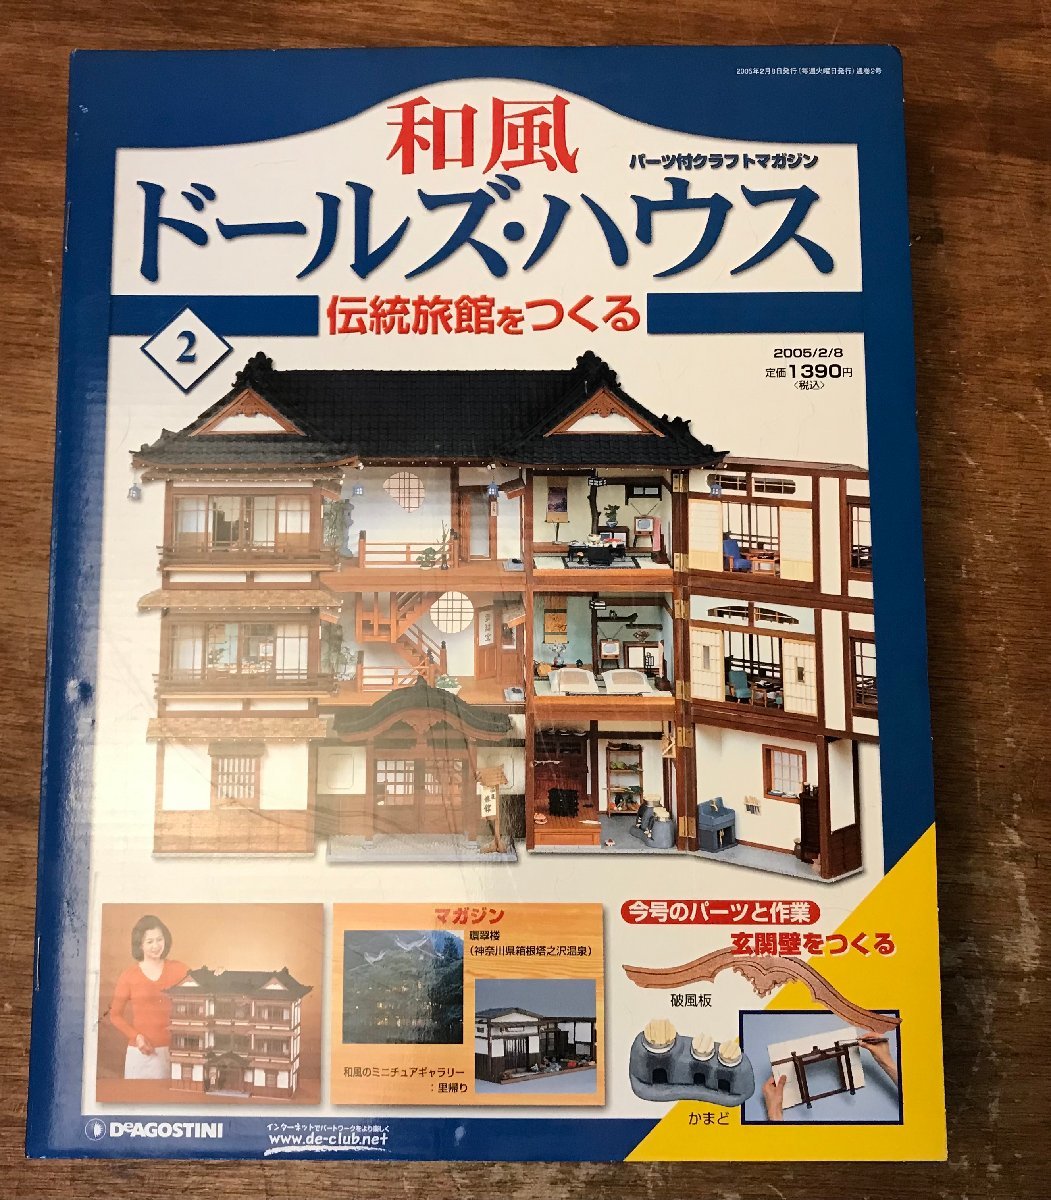 2005年2月8日発行(毎週火曜日発行)通巻2号
和風
パーツ付クラフトマガジン
ドールズ・ハウス
伝統旅館をつくる
2
2005/2/8
定価1390円
〈税込〉
マガジン
環翠楼
(神奈川県箱根塔之沢温泉)
和風のミニチュアギャラリー
:里帰り
今号のパーツと作業
玄関壁をつくる
破風板
かまど
DeAGOSTINI
インターネットでパートワークをより楽しく
www.de-club.net